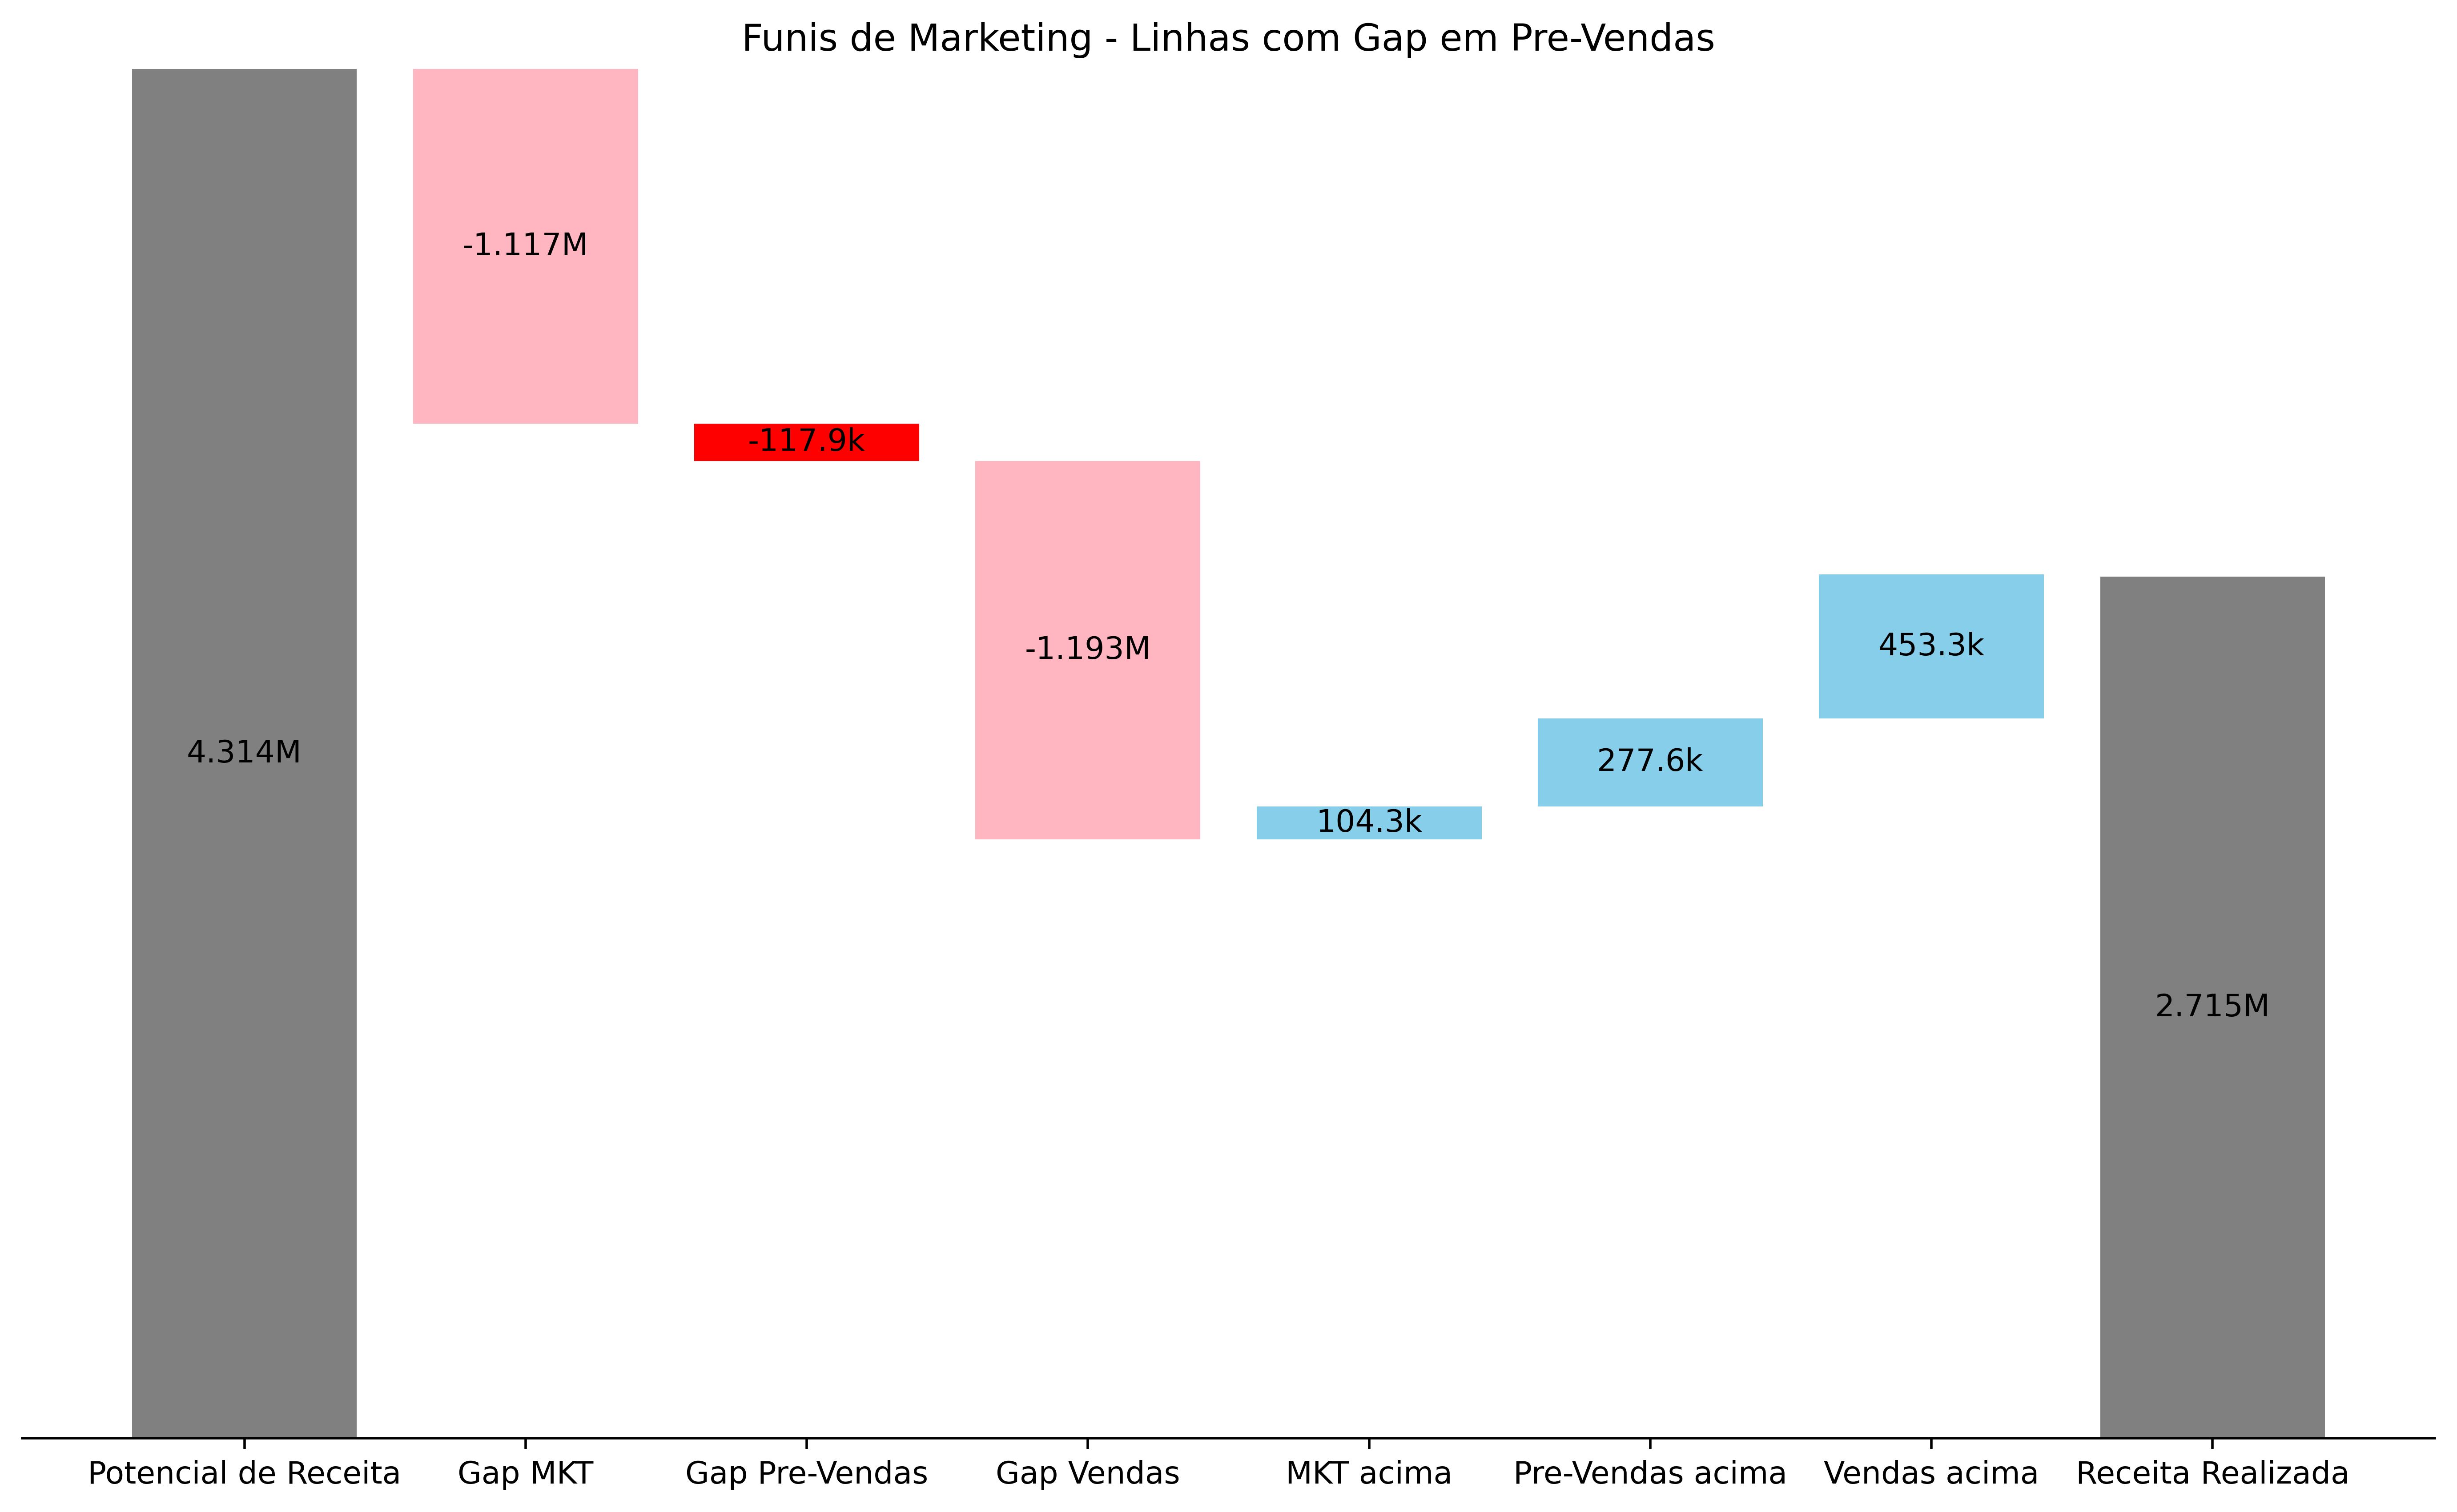 Funis de Marketing - Linhas com Gap em Pre-Vendas
-1.117M
-117.9k
-1.193M
453.3k
4.314M
277.6k
104.3k
2.715M
Potencial de Receita
Gap MKT
Gap Pre-Vendas
Gap Vendas
MKT acima
Pre-Vendas acima
Vendas acima
Receita Realizada